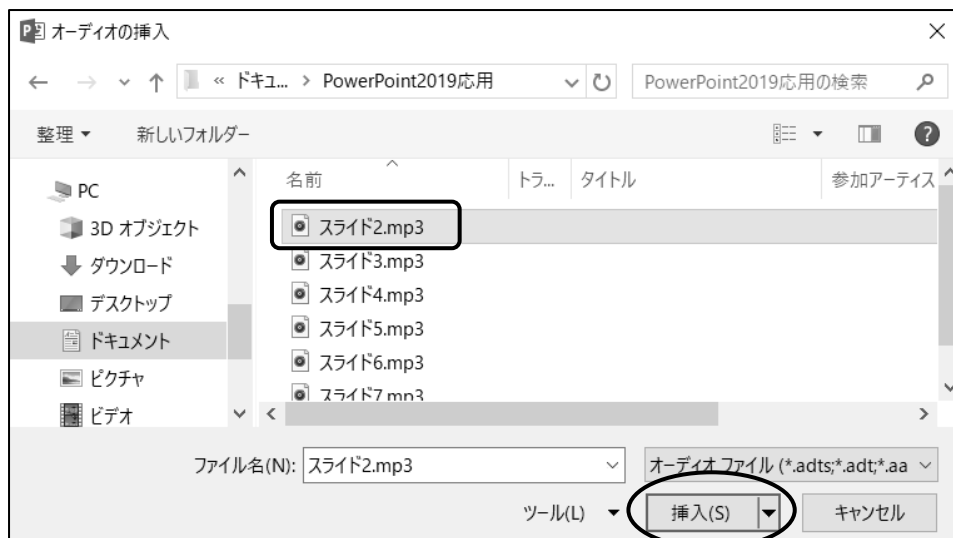 オーディオの挿入
« ドキュ... > PowerPoint2019応用
PowerPoint2019応用の検索
整理 新しいフォルダー
PC
3D オブジェクト
ダウンロード
デスクトップ
ドキュメント
ピクチャ
ビデオ
名前 トラ... タイトル 参加アーティス
スライド2.mp3
スライド3.mp3
スライド4.mp3
スライド5.mp3
スライド6.mp3
スライド7.mp3
ファイル名(N): スライド2.mp3
オーディオ ファイル (*.adts;*.adt;*.aa
ツール(L) 挿入(S) キャンセル